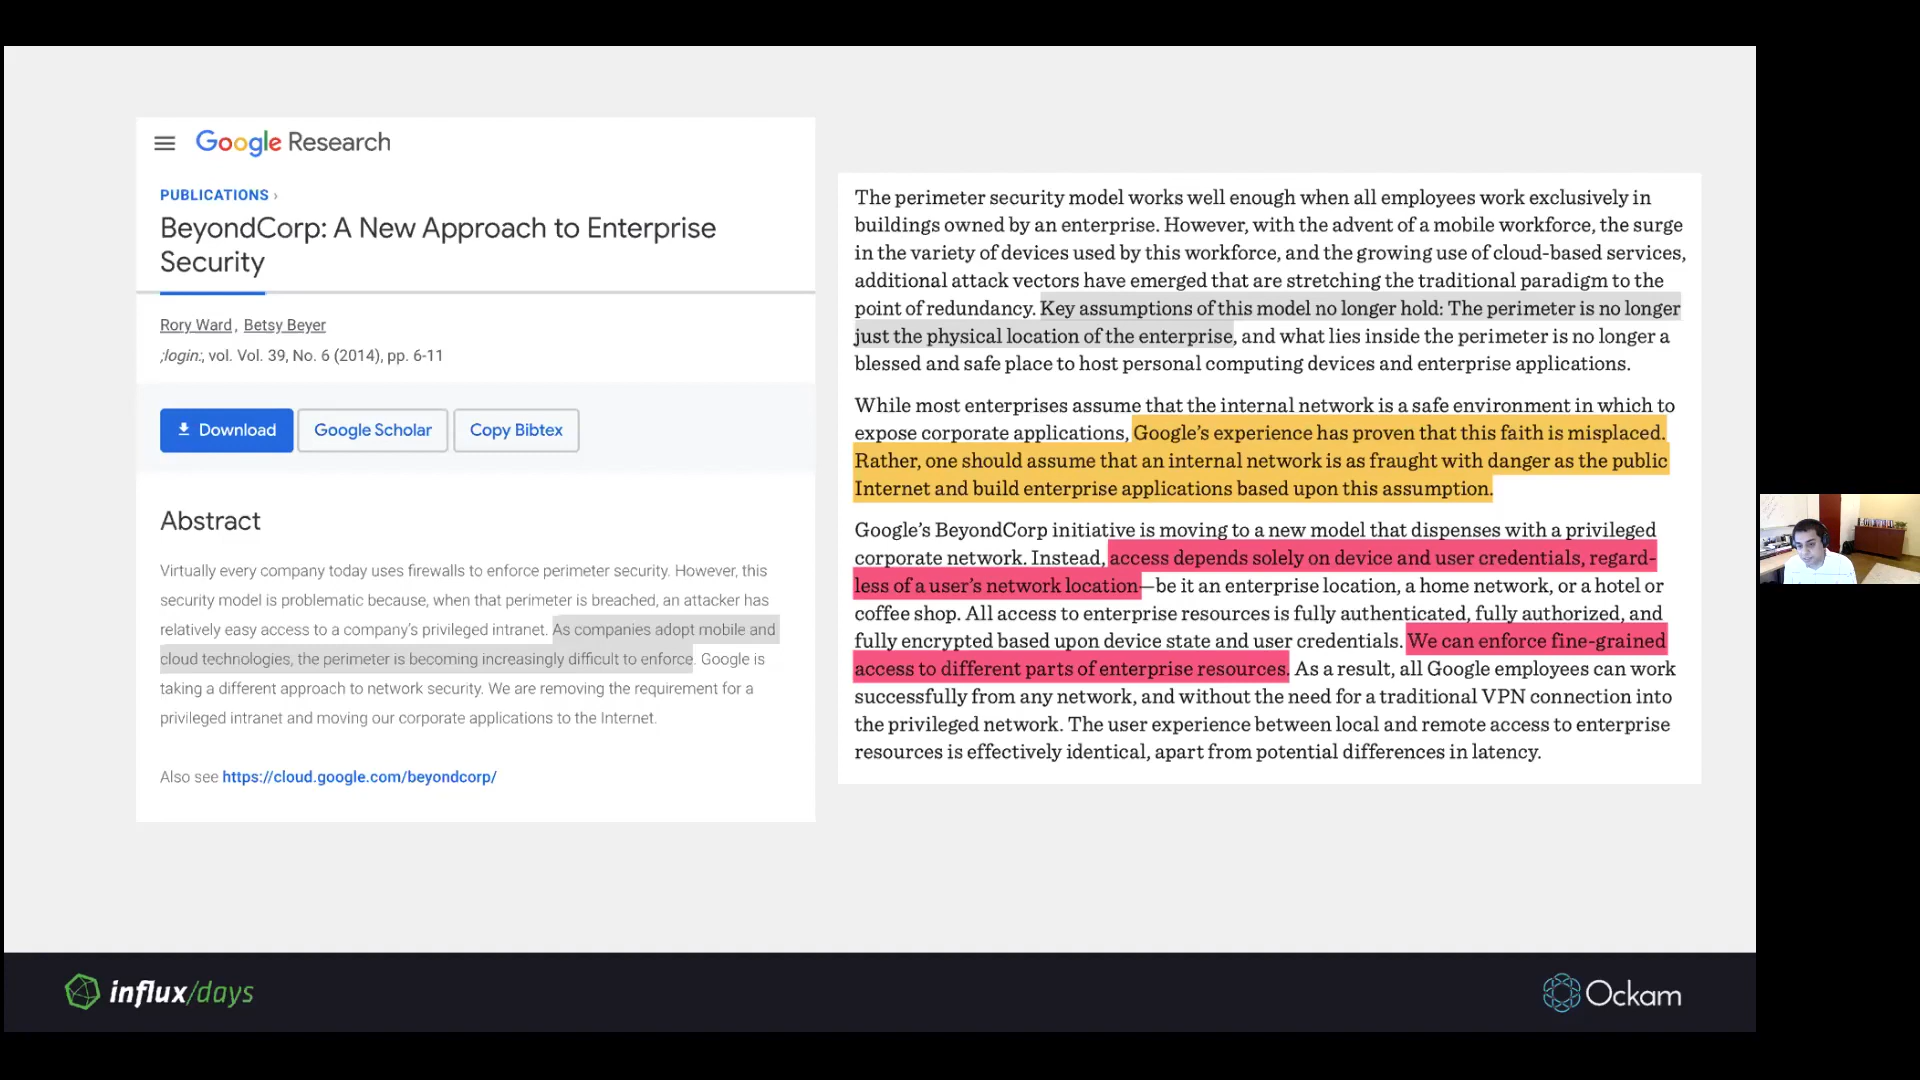 Google Research
PUBLICATIONS ›
BeyondCorp: A New Approach to Enterprise
Security
Rory Ward, Betsy Beyer
;login:, vol. Vol. 39, No. 6 (2014), pp. 6-11
Download
Google Scholar
Copy Bibtex
Abstract
Virtually every company today uses firewalls to enforce perimeter security. However, this
security model is problematic because, when that perimeter is breached, an attacker has
relatively easy access to a company's privileged intranet. As companies adopt mobile and
cloud technologies, the perimeter is becoming increasingly difficult to enforce. Google is
taking a different approach to network security. We are removing the requirement for a
privileged intranet and moving our corporate applications to the Internet.
Also see https://cloud.google.com/beyondcorp/
The perimeter security model works well enough when all employees work exclusively in
buildings owned by an enterprise. However, with the advent of a mobile workforce, the surge
in the variety of devices used by this workforce, and the growing use of cloud-based services,
additional attack vectors have emerged that are stretching the traditional paradigm to the
point of redundancy. Key assumptions of this model no longer hold: The perimeter is no longer
just the physical location of the enterprise, and what lies inside the perimeter is no longer a
blessed and safe place to host personal computing devices and enterprise applications.
While most enterprises assume that the internal network is a safe environment in which to
expose corporate applications, Google's experience has proven that this faith is misplaced.
Rather, one should assume that an internal network is as fraught with danger as the public
Internet and build enterprise applications based upon this assumption.
Google's BeyondCorp initiative is moving to a new model that dispenses with a privileged
corporate network. Instead, access depends solely on device and user credentials, regard-
less of a user's network location—be it an enterprise location, a home network, or a hotel or
coffee shop. All access to enterprise resources is fully authenticated, fully authorized, and
fully encrypted based upon device state and user credentials. We can enforce fine-grained
access to different parts of enterprise resources. As a result, all Google employees can work
successfully from any network, and without the need for a traditional VPN connection into
the privileged network. The user experience between local and remote access to enterprise
resources is effectively identical, apart from potential differences in latency.
influx/days
Ockam